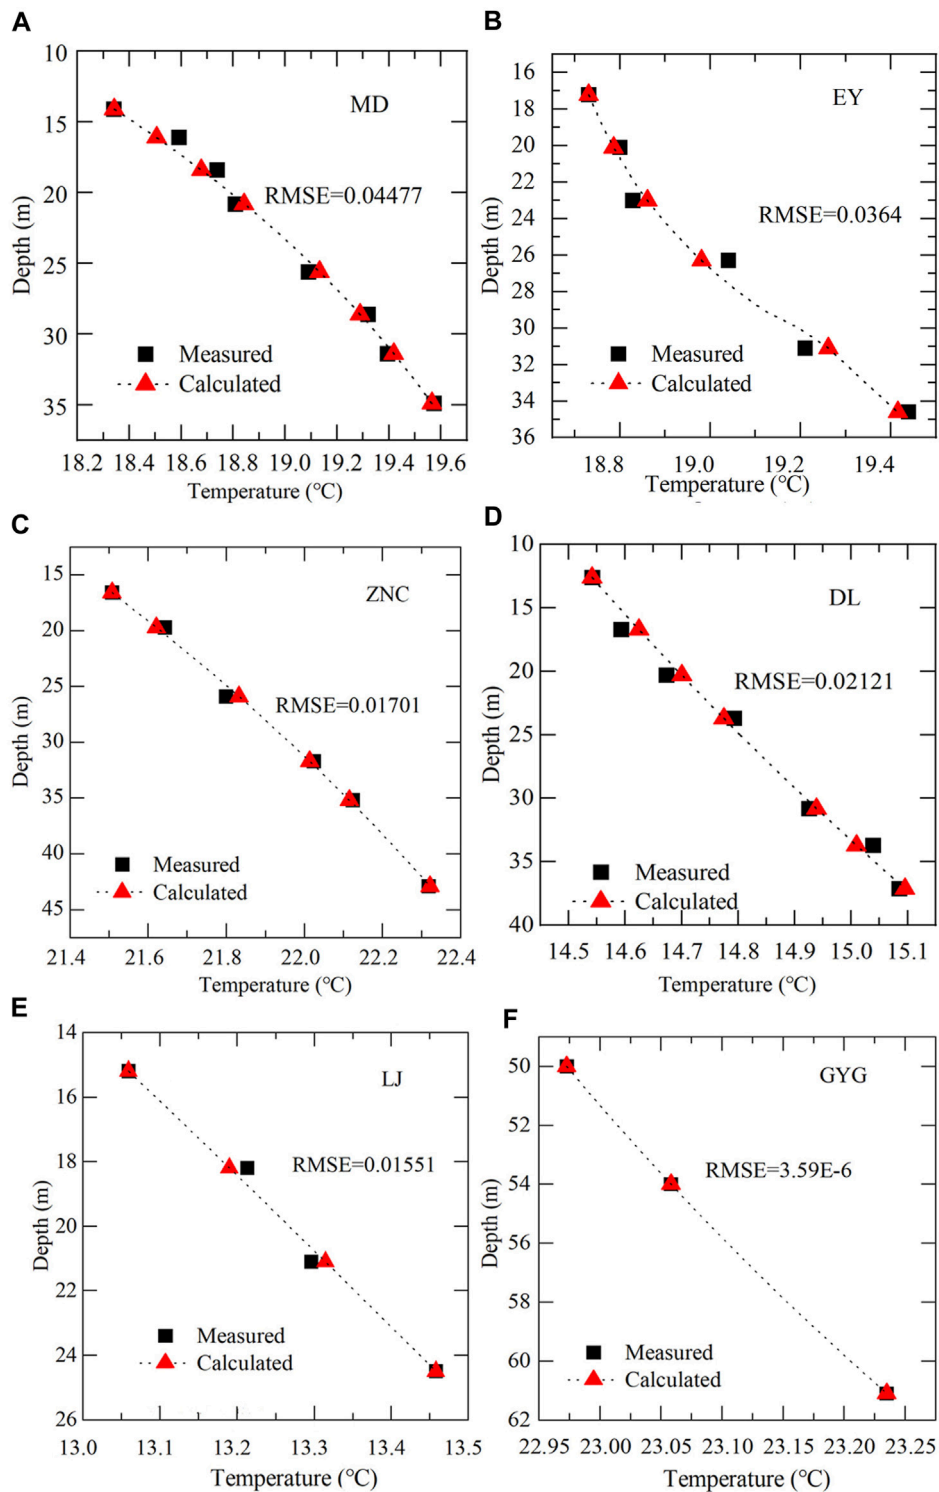 A
10
15
20
25
30
35
Depth (m)
MD
RMSE=0.04477
Measured
Calculated
18.2 18.4 18.6 18.8 19.0 19.2 19.4 19.6
Temperature (°C)
B
16
18
20
22
24
26
28
30
32
34
36
Depth (m)
EY
RMSE=0.0364
Measured
Calculated
18.8 19.0 19.2 19.4
Temperature (°C)
C
15
20
25
30
35
40
45
Depth (m)
ZNC
RMSE=0.01701
Measured
Calculated
21.4 21.6 21.8 22.0 22.2 22.4
Temperature (°C)
D
10
15
20
25
30
35
40
Depth (m)
DL
RMSE=0.02121
Measured
Calculated
14.5 14.6 14.7 14.8 14.9 15.0 15.1
Temperature (°C)
E
14
16
18
20
22
24
26
Depth (m)
LJ
RMSE=0.01551
Measured
Calculated
13.0 13.1 13.2 13.3 13.4 13.5
Temperature (°C)
F
50
52
54
56
58
60
62
Depth (m)
GYG
RMSE=3.59E-6
Measured
Calculated
22.95 23.00 23.05 23.10 23.15 23.20 23.25
Temperature (°C)